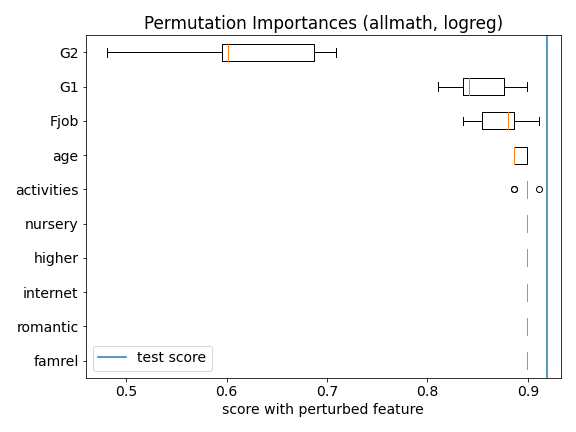 Permutation Importances (allmath, logreg)
G2
G1
Fjob
age
activities
nursery
higher
internet
romantic
famrel
test score
0.5 0.6 0.7 0.8 0.9
score with perturbed feature